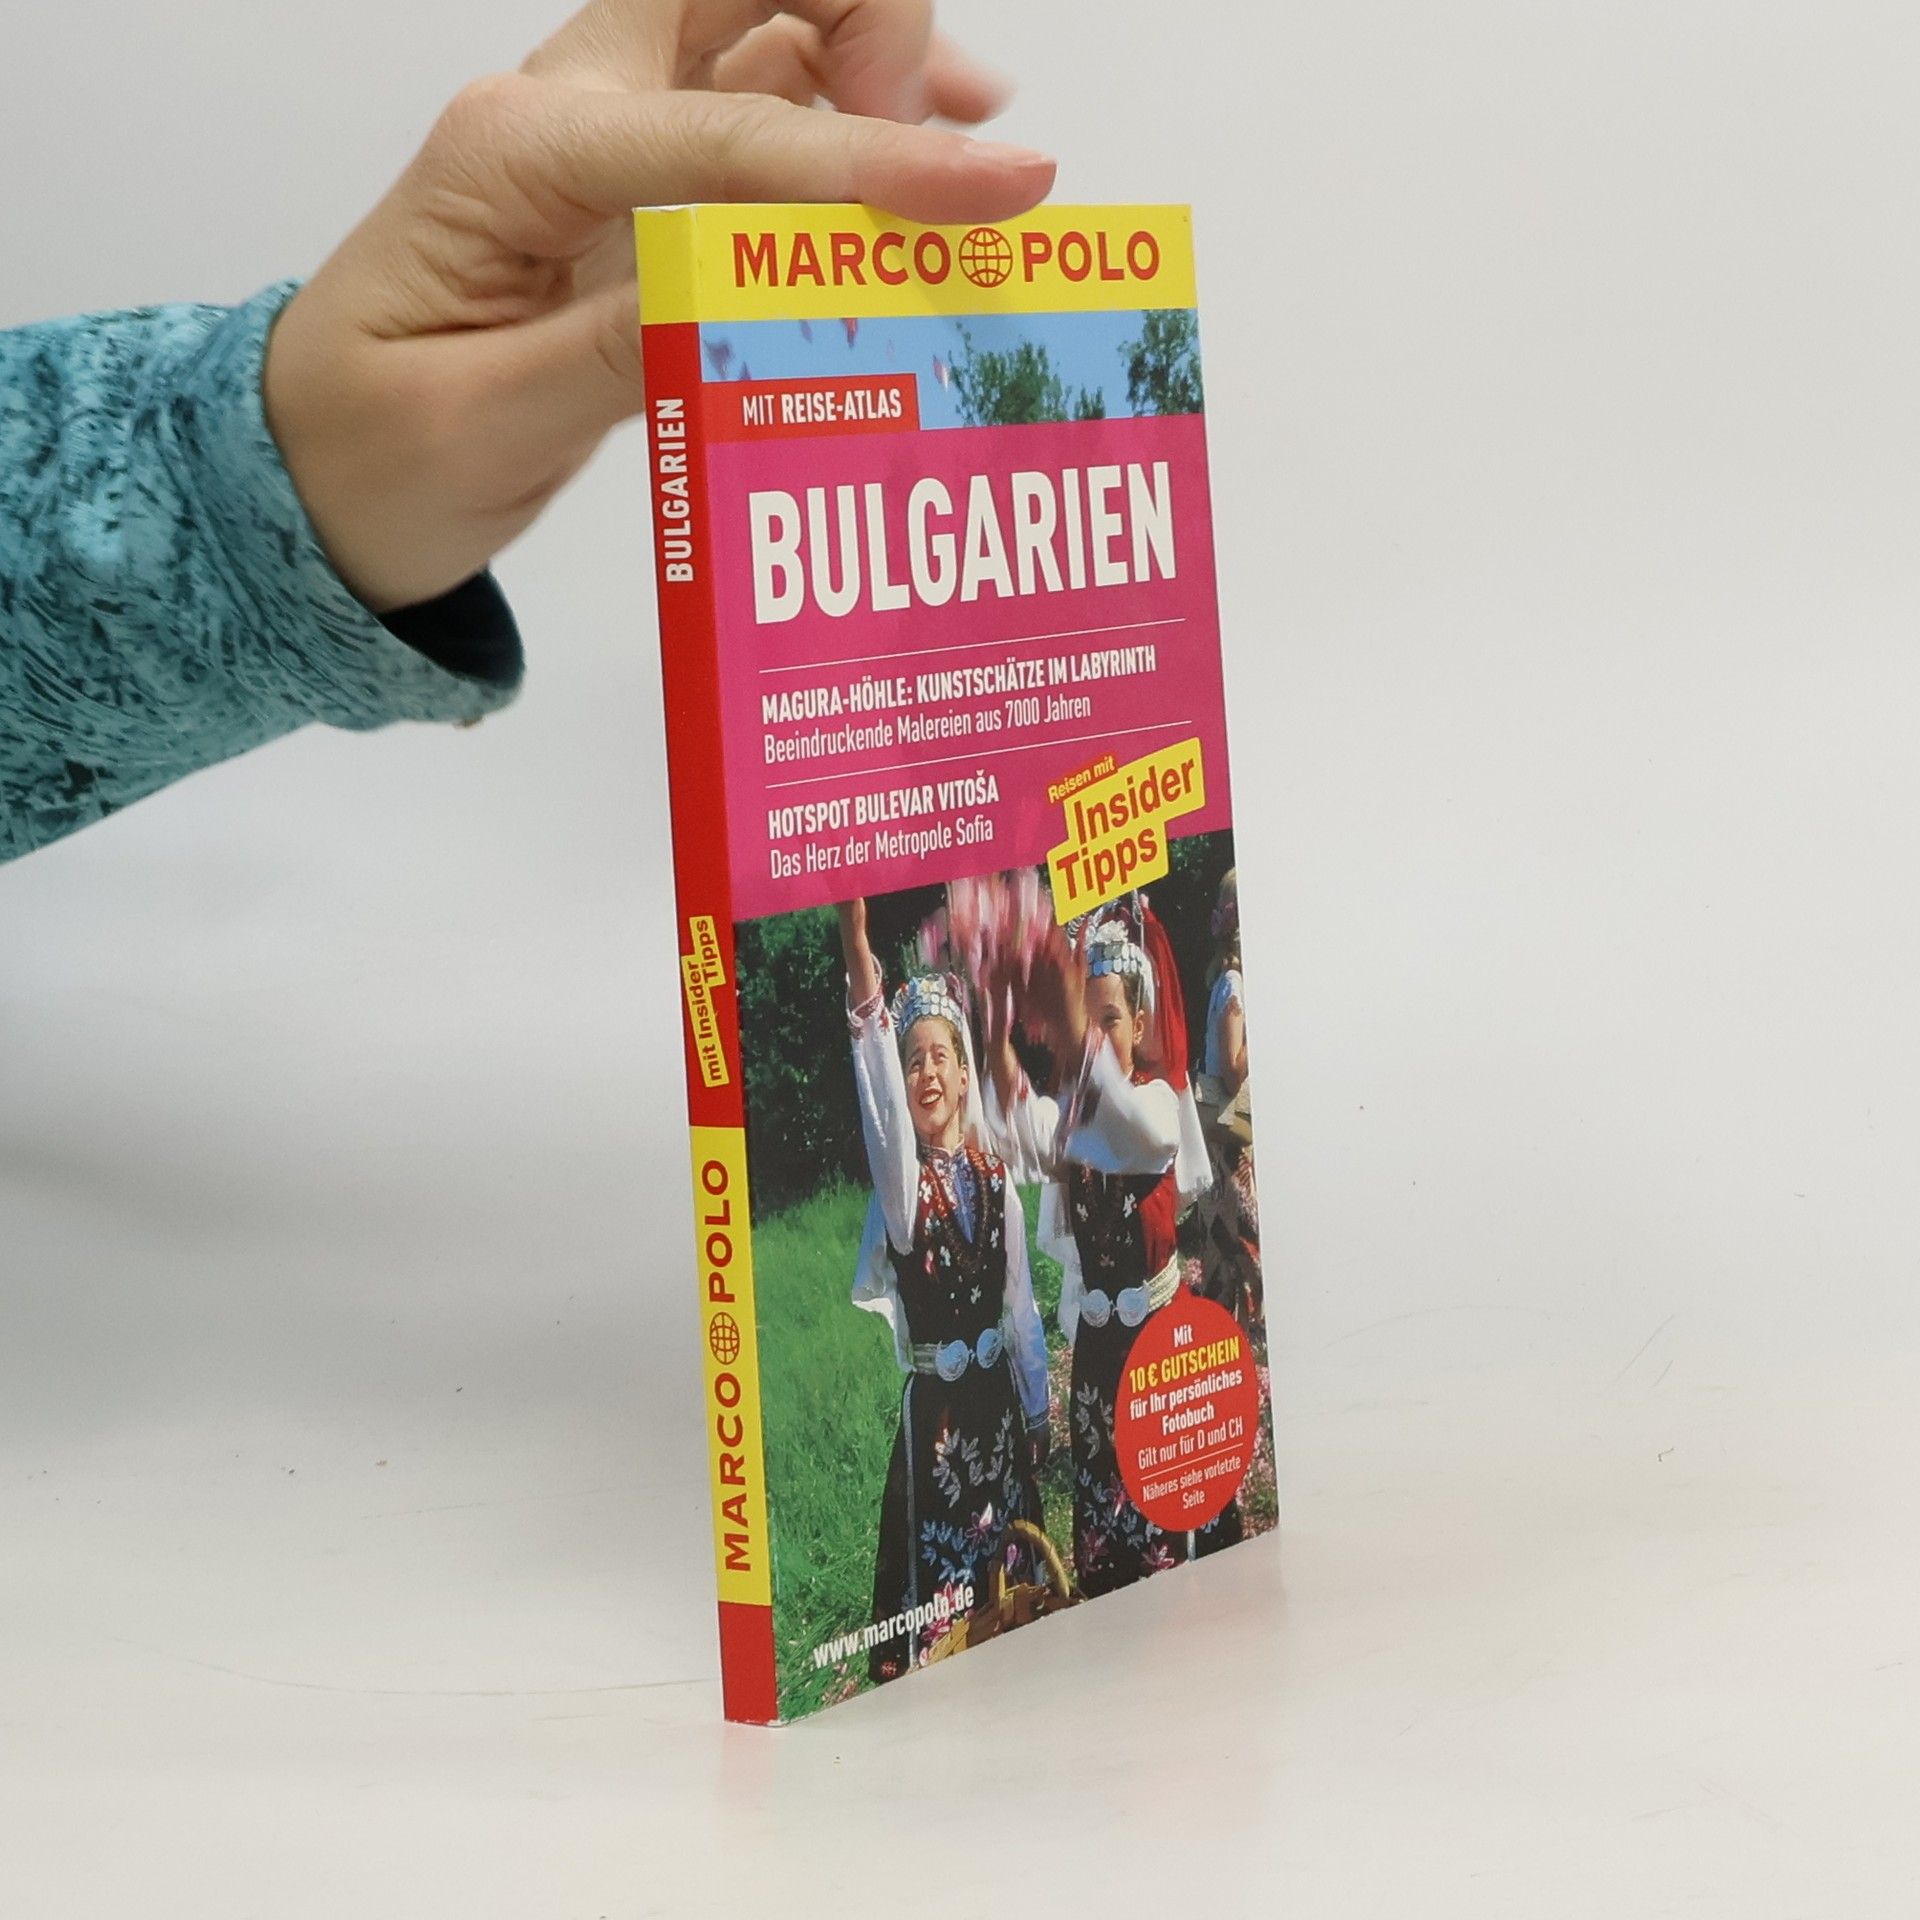 MARCO POLO
MIT REISE-ATLAS
BULGARIEN
MAGURA-HÖHLE: KUNSTSCHÄTZE IM LABYRINTH
Beeindruckende Malereien aus 7000 Jahren
HOTSPOT BULEVAR VITOŠA
Das Herz der Metropole Sofia
Reisen mit
Insider
Tipps
Mit
10 € GUTSCHEIN
für Ihr persönliches
Fotobuch
Gilt nur für D und CH
Näheres siehe vorletzte
Seite
www.marcopolo.de
BULGARIEN
mit Insider
Tipps
MARCO POLO